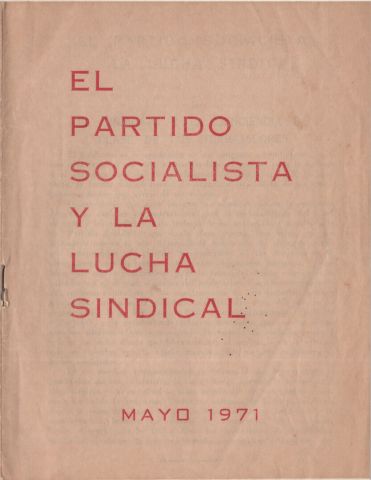 EL
PARTIDO
SOCIALISTA
Y LA
LUCHA
SINDICAL
MAYO 1971